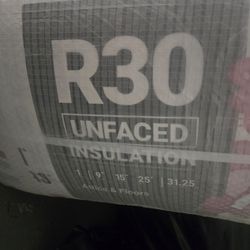 R30
UNFACED
INSULATION
1 | 9" | 15" | 25' | 31.25
Attics & Floors